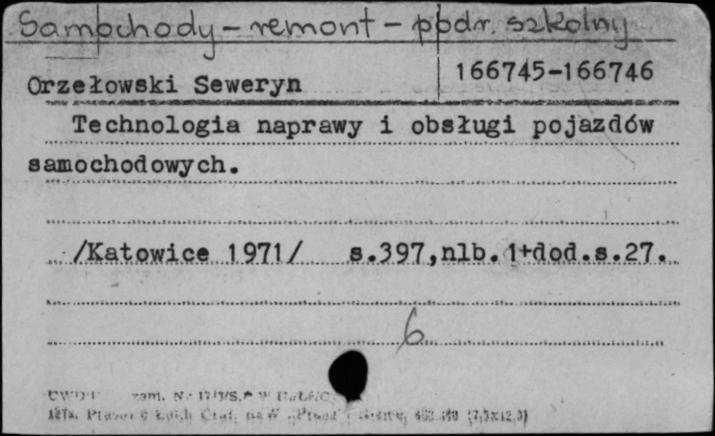 Samochody – remont – podr. szkolny
Orzełowski Seweryn
166745-166746
Technologia naprawy i obsługi pojazdów
samochodowych.
/Katowice 1971/ s.397,nlb.1+dod.s.27.
6
zam.